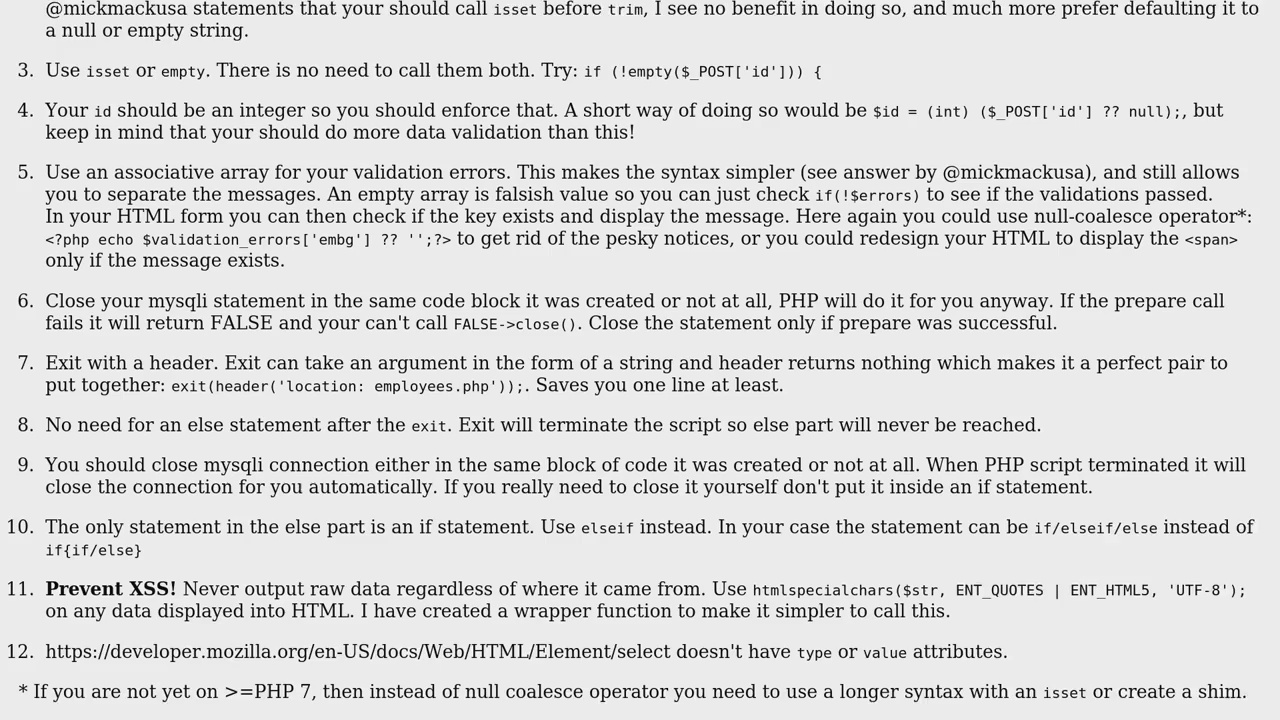 @mickmackusa statements that your should call isset before trim, I see no benefit in doing so, and much more prefer defaulting it to
a null or empty string.
3. Use isset or empty. There is no need to call them both. Try: if (!empty($_POST['id'])) {
4. Your id should be an integer so you should enforce that. A short way of doing so would be $id = (int) ($_POST['id'] ?? null);, but
keep in mind that your should do more data validation than this!
5. Use an associative array for your validation errors. This makes the syntax simpler (see answer by @mickmackusa), and still allows
you to separate the messages. An empty array is falsish value so you can just check if(!$errors) to see if the validations passed.
In your HTML form you can then check if the key exists and display the message. Here again you could use null-coalesce operator*:
<?php echo $validation_errors['embg'] ?? '';?> to get rid of the pesky notices, or you could redesign your HTML to display the <span>
only if the message exists.
6. Close your mysqli statement in the same code block it was created or not at all, PHP will do it for you anyway. If the prepare call
fails it will return FALSE and your can't call FALSE->close(). Close the statement only if prepare was successful.
7. Exit with a header. Exit can take an argument in the form of a string and header returns nothing which makes it a perfect pair to
put together: exit(header('location: employees.php'));. Saves you one line at least.
8. No need for an else statement after the exit. Exit will terminate the script so else part will never be reached.
9. You should close mysqli connection either in the same block of code it was created or not at all. When PHP script terminated it will
close the connection for you automatically. If you really need to close it yourself don't put it inside an if statement.
10. The only statement in the else part is an if statement. Use elseif instead. In your case the statement can be if/elseif/else instead of
if{if/else}
11. Prevent XSS! Never output raw data regardless of where it came from. Use htmlspecialchars($str, ENT_QUOTES | ENT_HTML5, 'UTF-8');
on any data displayed into HTML. I have created a wrapper function to make it simpler to call this.
12. https://developer.mozilla.org/en-US/docs/Web/HTML/Element/select doesn't have type or value attributes.
* If you are not yet on >=PHP 7, then instead of null coalesce operator you need to use a longer syntax with an isset or create a shim.